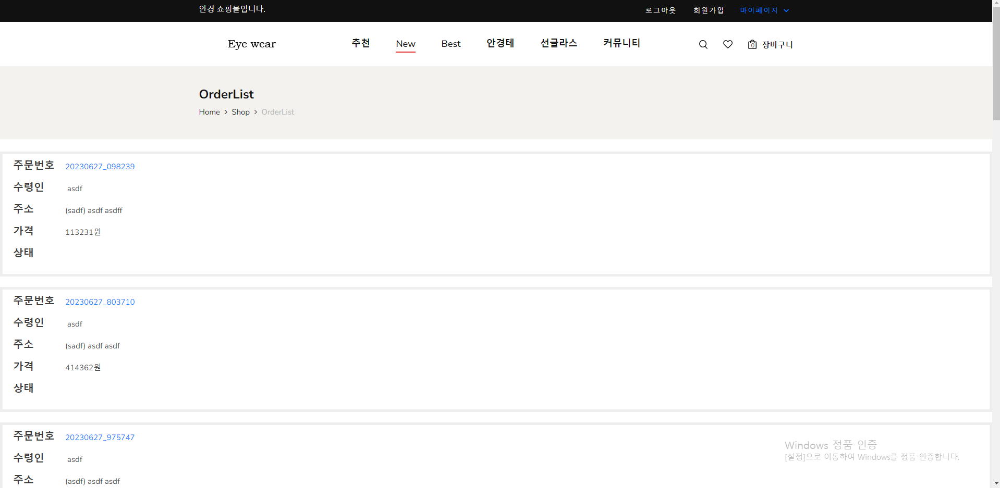 안경 쇼핑몰입니다.
로그아웃 회원가입 마이페이지
Eye wear 추천 New Best 안경테 선글라스 커뮤니티 0 장바구니
OrderList
Home > Shop > OrderList
주문번호 20230627_098239
수령인 asdf
주소 (sadf) asdf asdff
가격 113231원
상태
주문번호 20230627_803710
수령인 asdf
주소 (sadf) asdf asdf
가격 414362원
상태
주문번호 20230627_975747
수령인 asdf
주소 (asdf) asdf asdf
Windows 정품 인증
[설정]으로 이동하여 Windows를 정품 인증합니다.